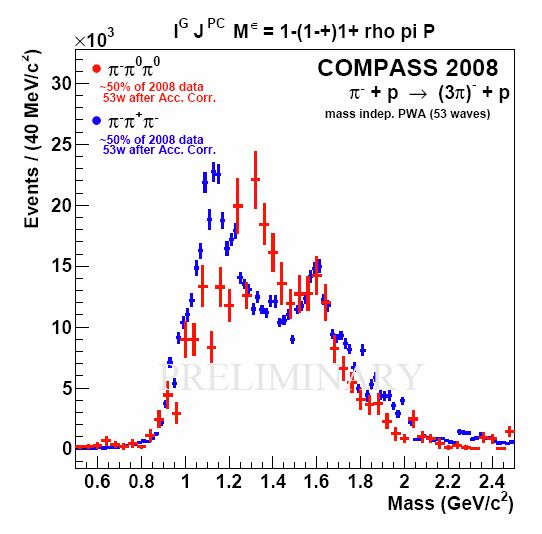 I^G J^PC M^ε = 1-(1-+)1+ rho pi P
×10³
COMPASS 2008
π⁻ + p → (3π)⁻ + p
mass indep. PWA (53 waves)
π⁻π⁰π⁰
~50% of 2008 data
53w after Acc. Corr.
π⁻π⁺π⁻
~50% of 2008 data
53w after Acc. Corr.
Events / (40 MeV/c²)
30
25
20
15
10
5
0
PRELIMINARY
0.6 0.8 1 1.2 1.4 1.6 1.8 2 2.2 2.4
Mass (GeV/c²)